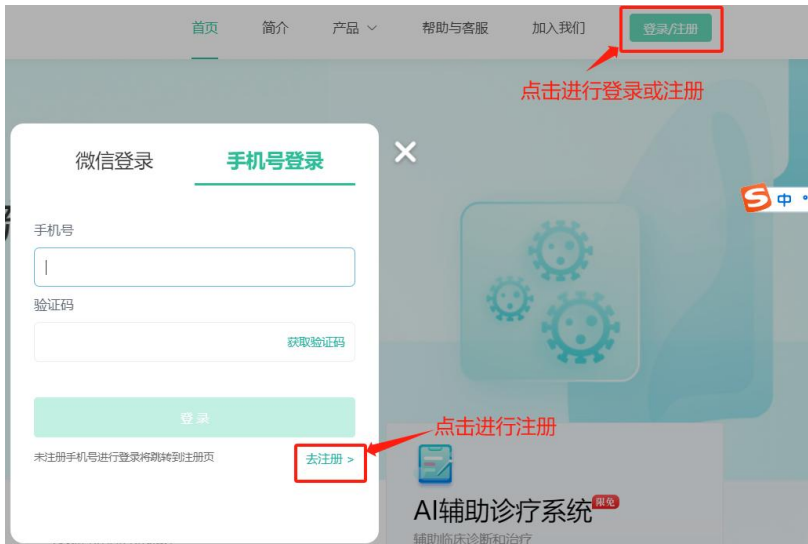 首页 简介 产品 帮助与客服 加入我们 登录/注册
点击进行登录或注册
微信登录 手机号登录
中
手机号
验证码
获取验证码
登录
点击进行注册
未注册手机号进行登录将跳转到注册页 去注册 >
AI辅助诊疗系统 限免
辅助临床诊断和治疗